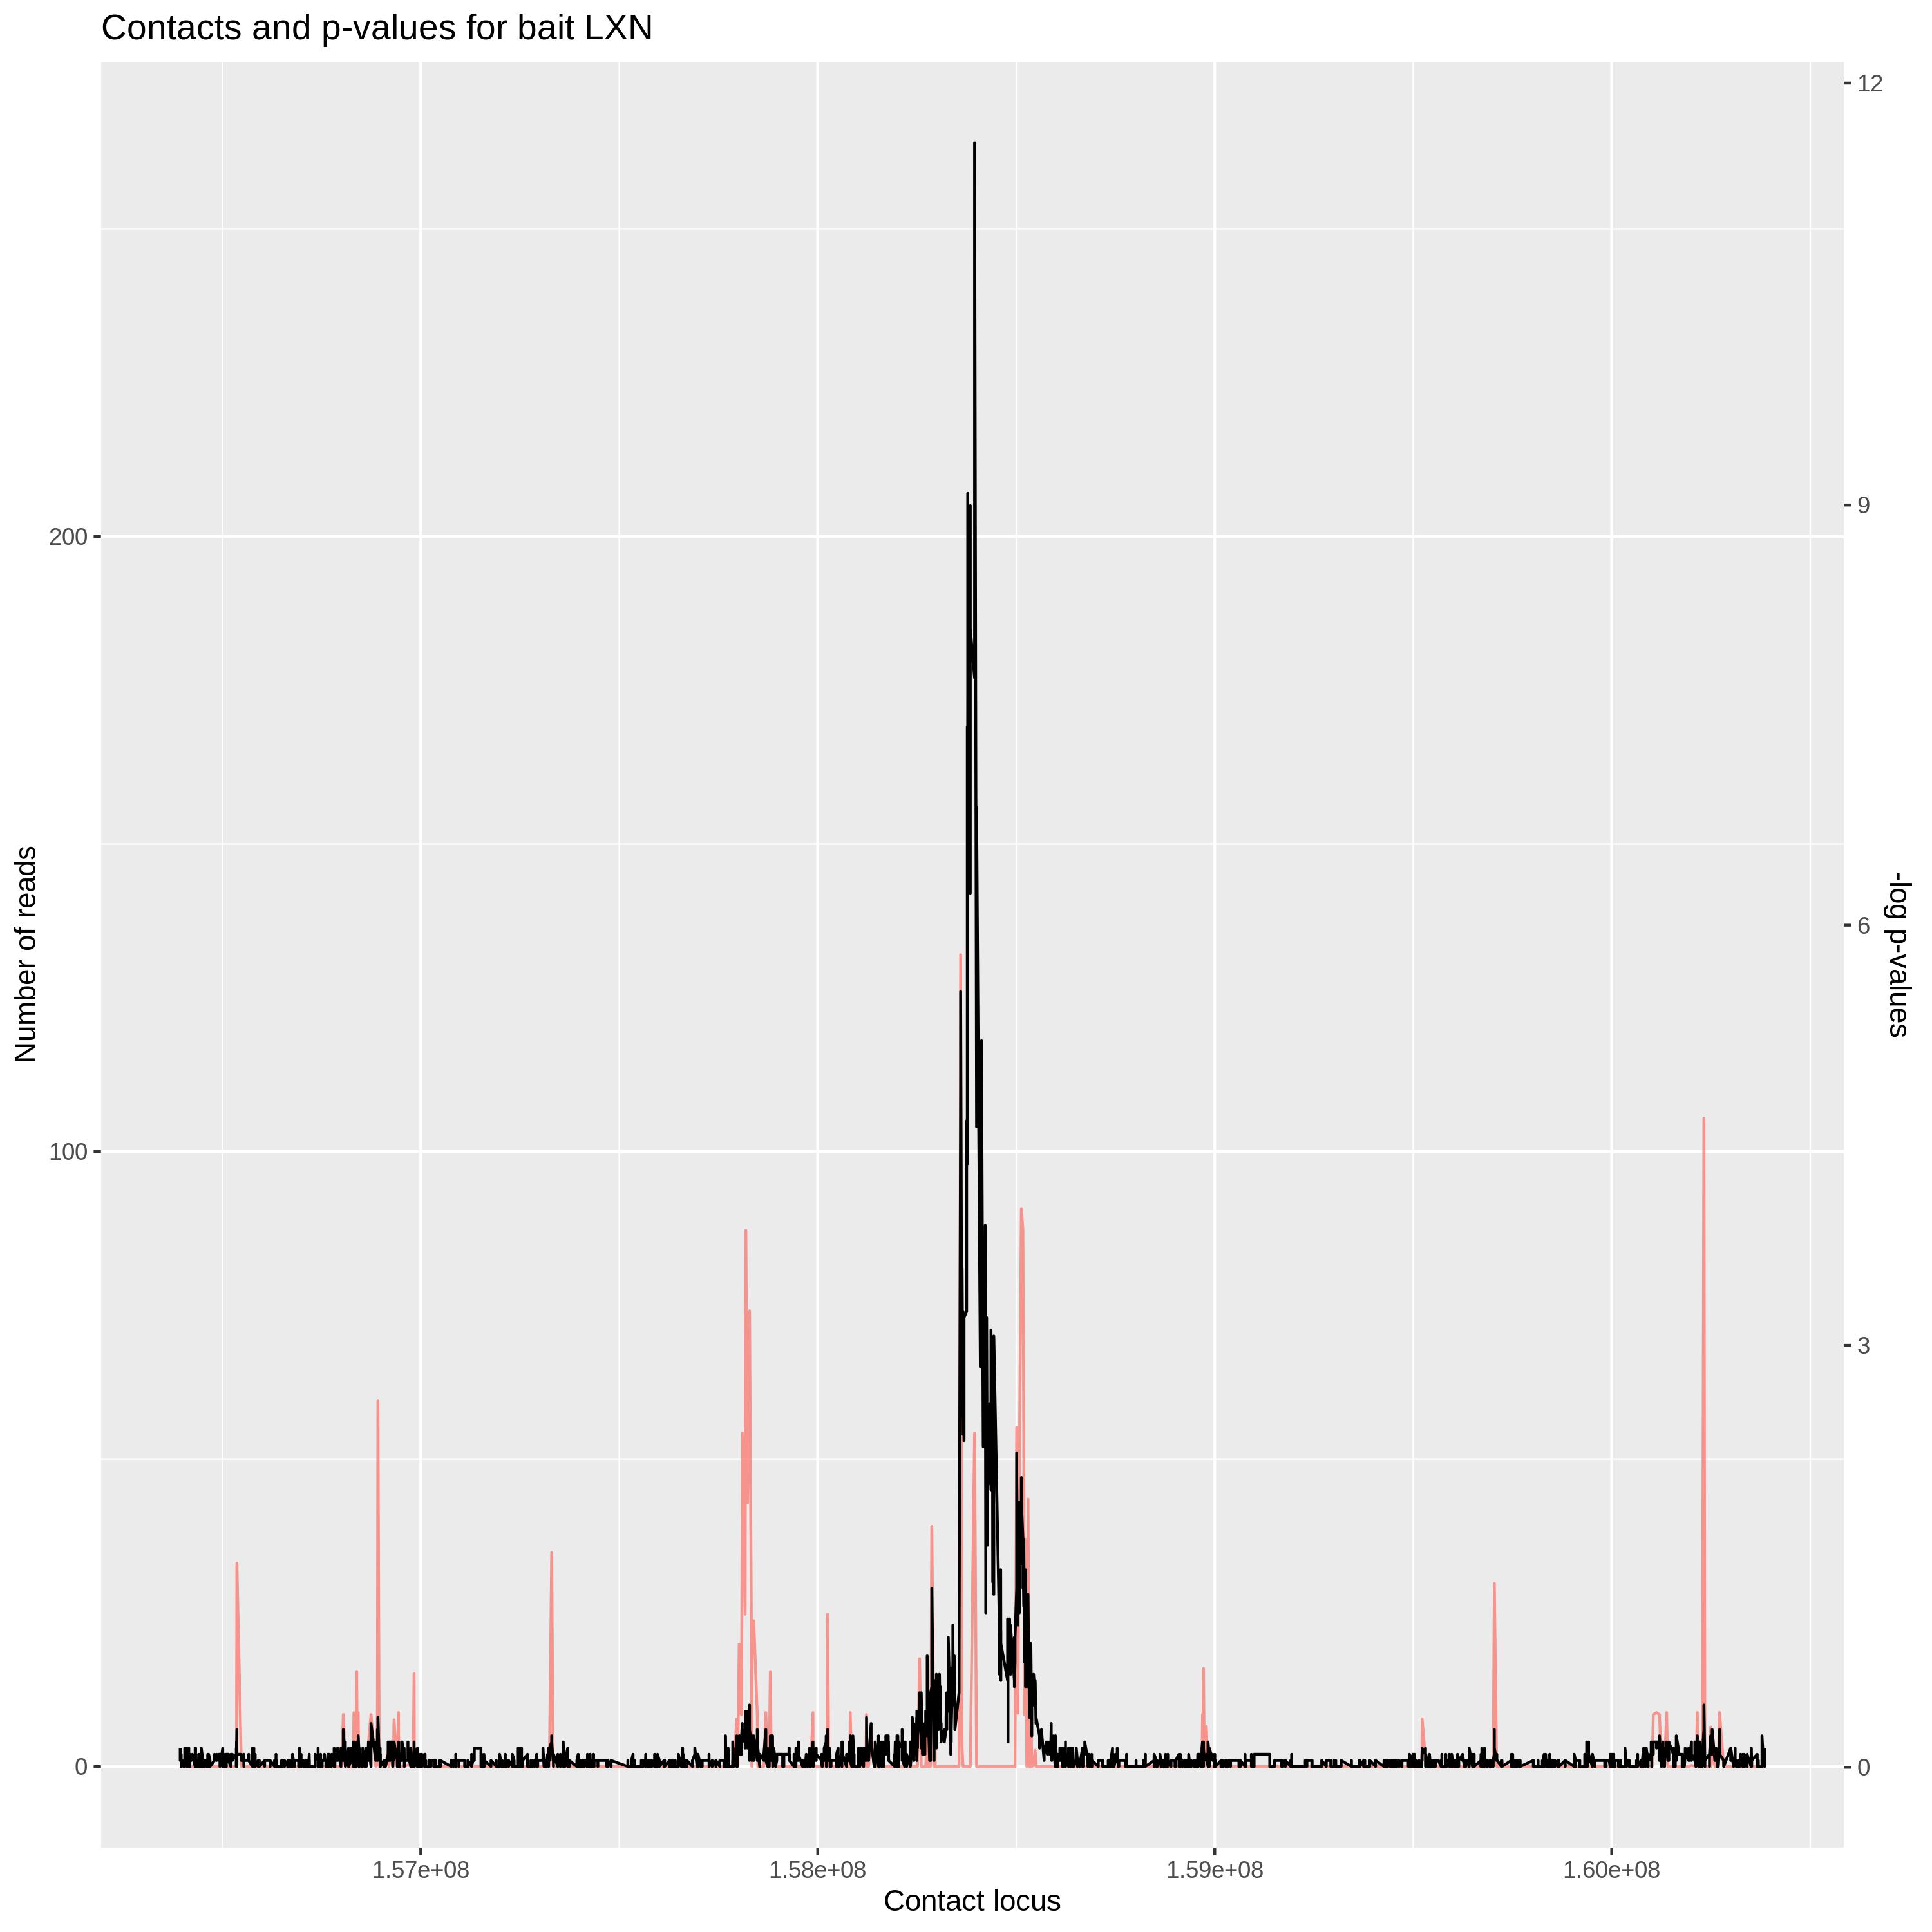 Contacts and p-values for bait LXN
12
9
200
6
Number of reads
-log p-values
100
3
0
0
1.57e+08
1.58e+08
1.59e+08
1.60e+08
Contact locus